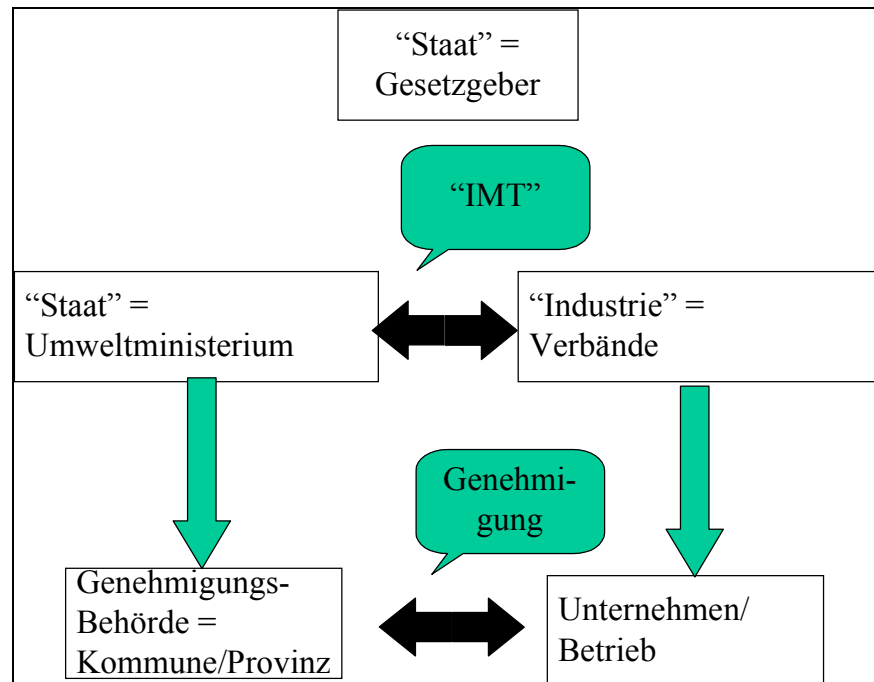 “Staat” =
Gesetzgeber
“IMT”
“Staat” =
Umweltministerium
“Industrie” =
Verbände
Genehmi-
gung
Genehmigungs-
Behörde =
Kommune/Provinz
Unternehmen/
Betrieb